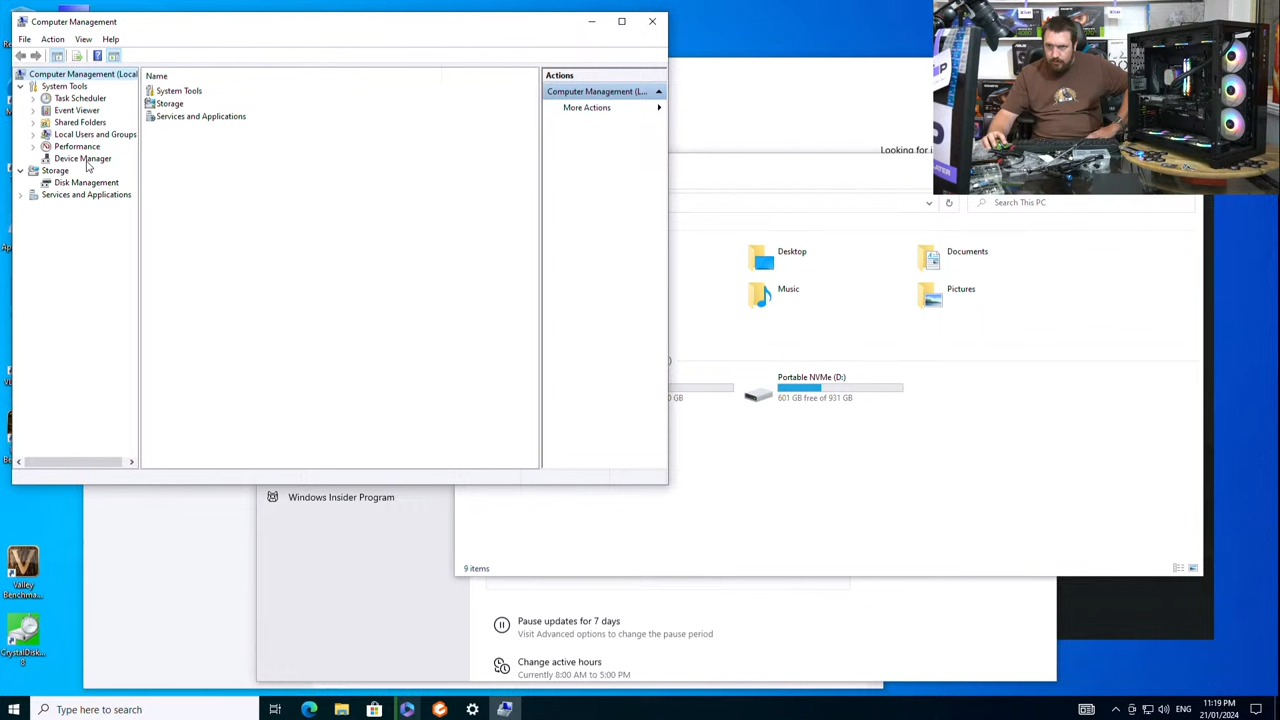 Computer Management
File Action View Help
Computer Management (Local
System Tools
Task Scheduler
Event Viewer
Shared Folders
Local Users and Groups
Performance
Device Manager
Storage
Disk Management
Services and Applications
Name
System Tools
Storage
Services and Applications
Actions
Computer Management (L...
More Actions
Looking for i
Search This PC
Desktop
Documents
Music
Pictures
Portable NVMe (D:)
601 GB free of 931 GB
GB
9 items
Windows Insider Program
Pause updates for 7 days
Visit Advanced options to change the pause period
Change active hours
Currently 8:00 AM to 5:00 PM
Valley
Benchma...
CrystalDisk...
8
Type here to search
ENG
11:19 PM
21/01/2024